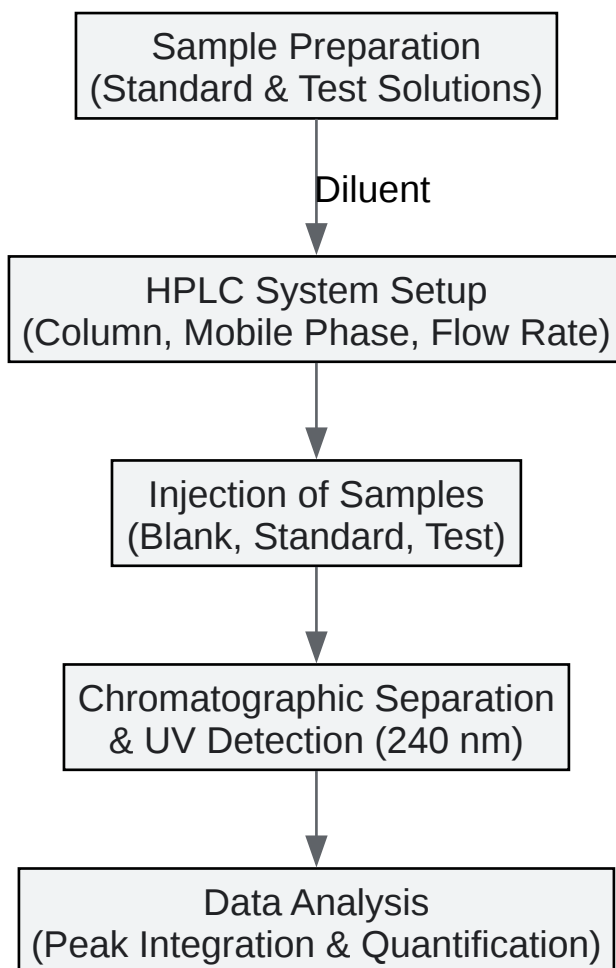 Sample Preparation
(Standard & Test Solutions)
Diluent
HPLC System Setup
(Column, Mobile Phase, Flow Rate)
Injection of Samples
(Blank, Standard, Test)
Chromatographic Separation
& UV Detection (240 nm)
Data Analysis
(Peak Integration & Quantification)